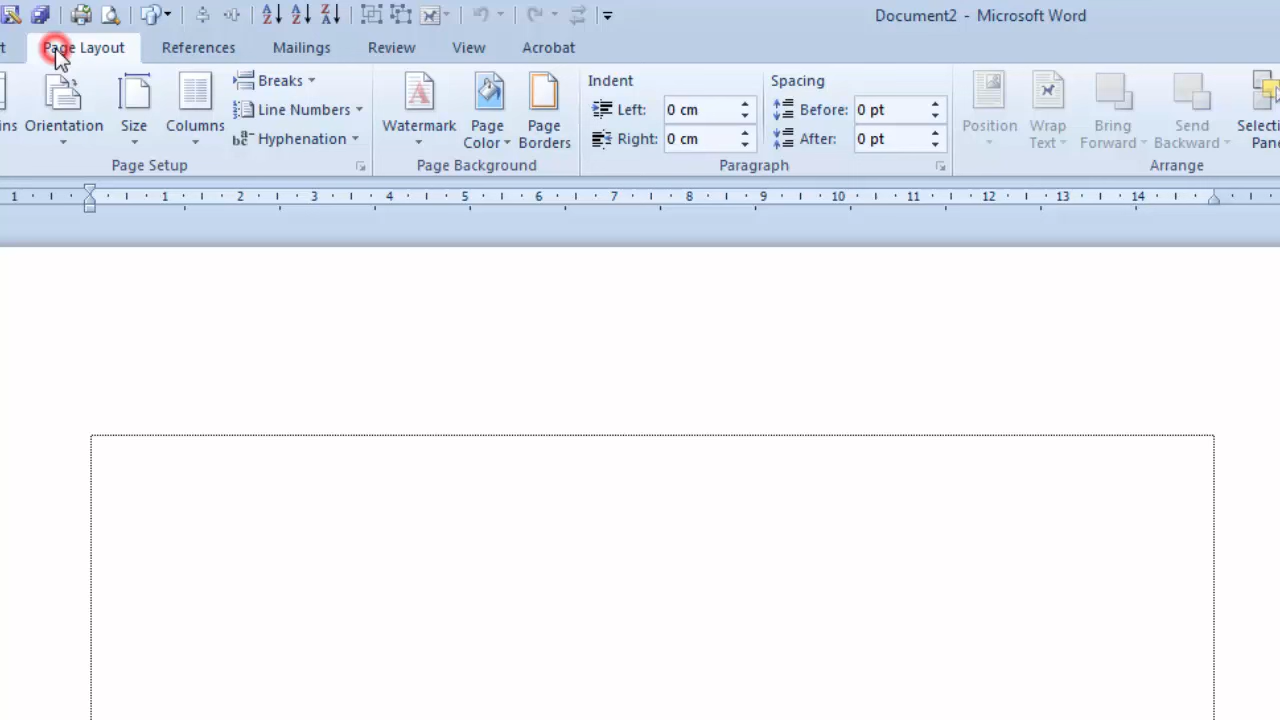 Document2 - Microsoft Word
Page Layout References Mailings Review View Acrobat
Orientation Size Columns Breaks Line Numbers Hyphenation
Watermark Page Color Page Borders
Indent Left: 0 cm Right: 0 cm
Spacing Before: 0 pt After: 0 pt
Position Wrap Text Bring Forward Send Backward
Page Setup Page Background Paragraph Arrange
1 1 2 3 4 5 6 7 8 9 10 11 12 13 14